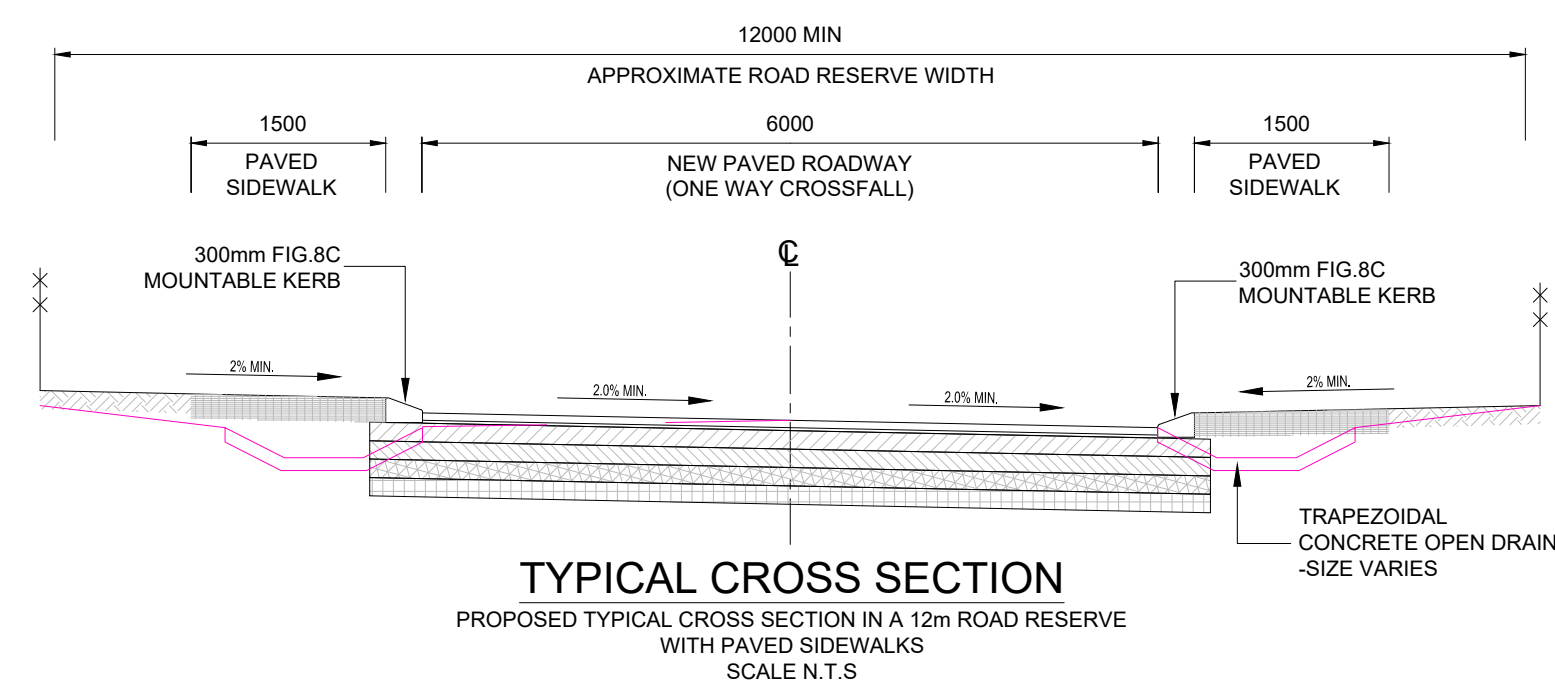 12000 MIN
APPROXIMATE ROAD RESERVE WIDTH
1500
PAVED
SIDEWALK
6000
NEW PAVED ROADWAY
(ONE WAY CROSSFALL)
1500
PAVED
SIDEWALK
300mm FIG.8C
MOUNTABLE KERB
℄
300mm FIG.8C
MOUNTABLE KERB
2% MIN.
2.0% MIN.
2.0% MIN.
2% MIN.
TRAPEZOIDAL
CONCRETE OPEN DRAIN
-SIZE VARIES
TYPICAL CROSS SECTION
PROPOSED TYPICAL CROSS SECTION IN A 12m ROAD RESERVE
WITH PAVED SIDEWALKS
SCALE N.T.S